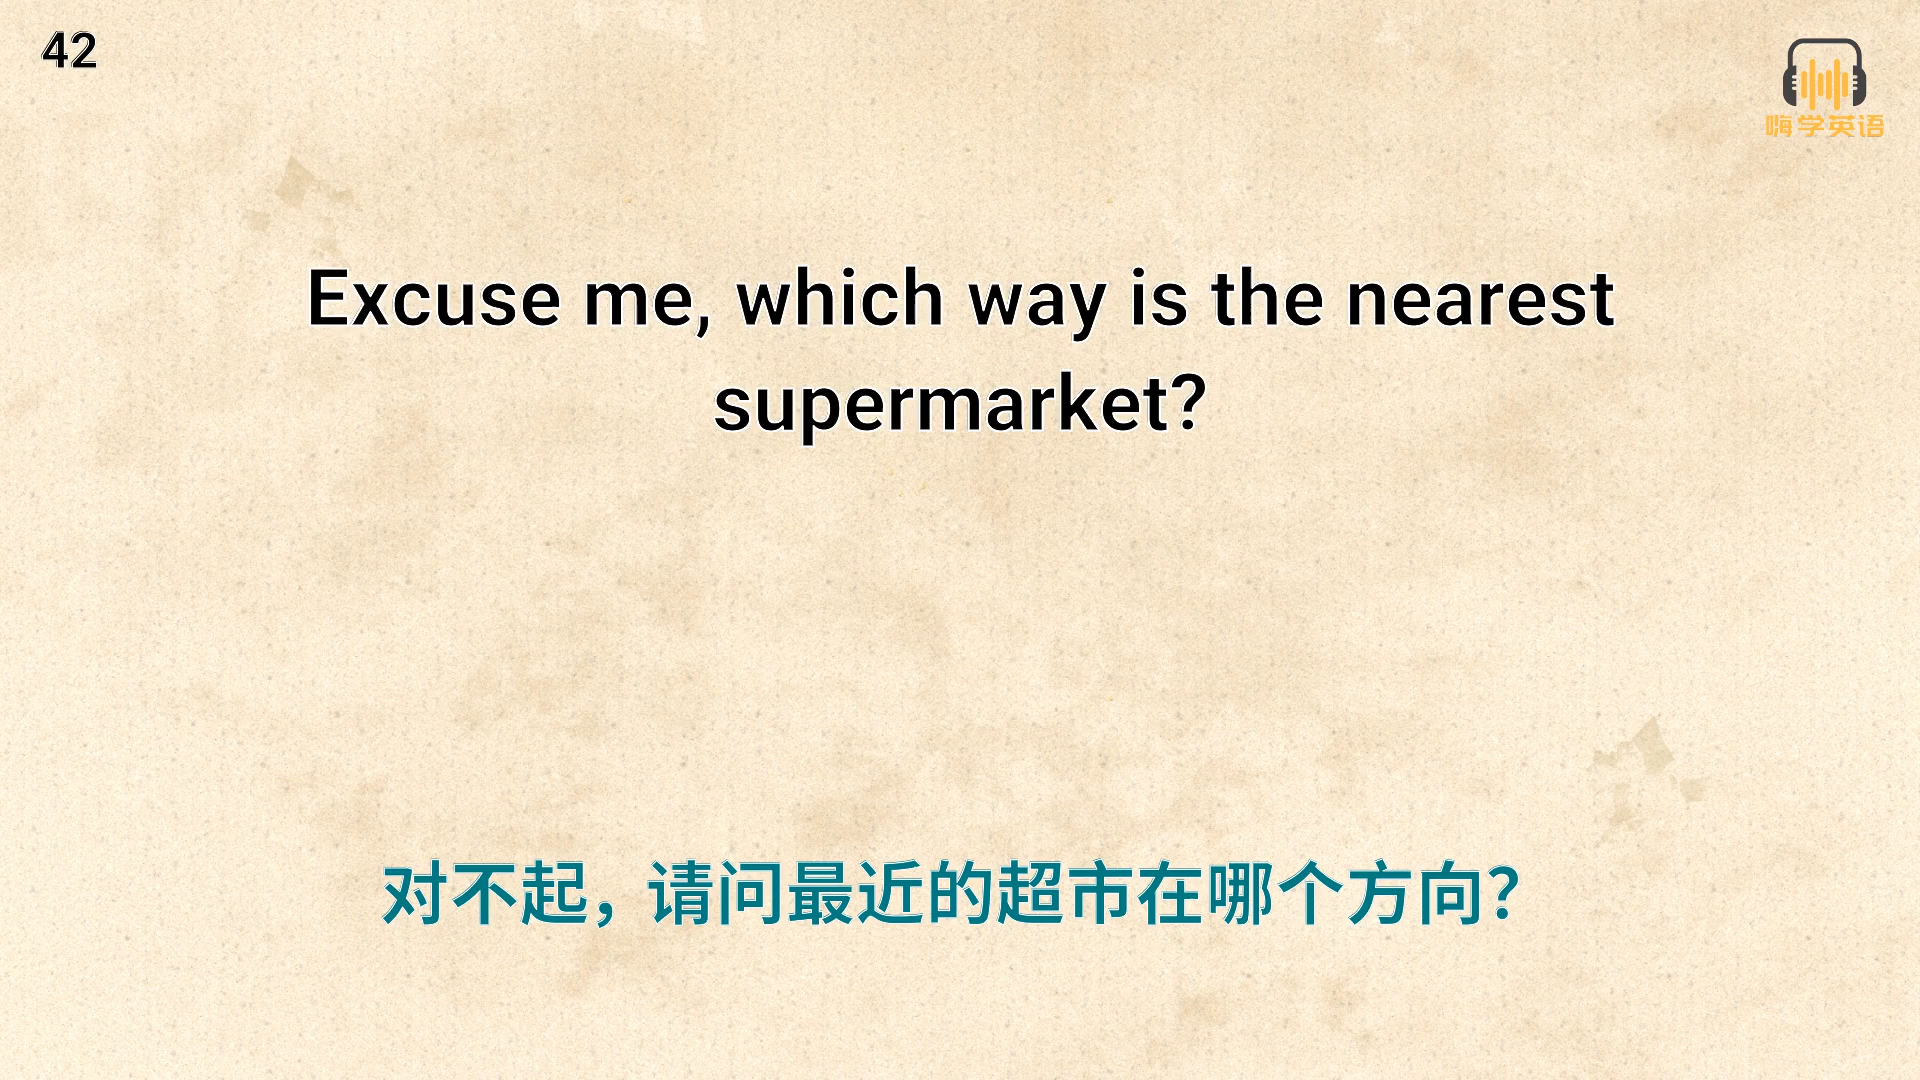 42
嗨学英语
Excuse me, which way is the nearest
supermarket?
对不起，请问最近的超市在哪个方向？